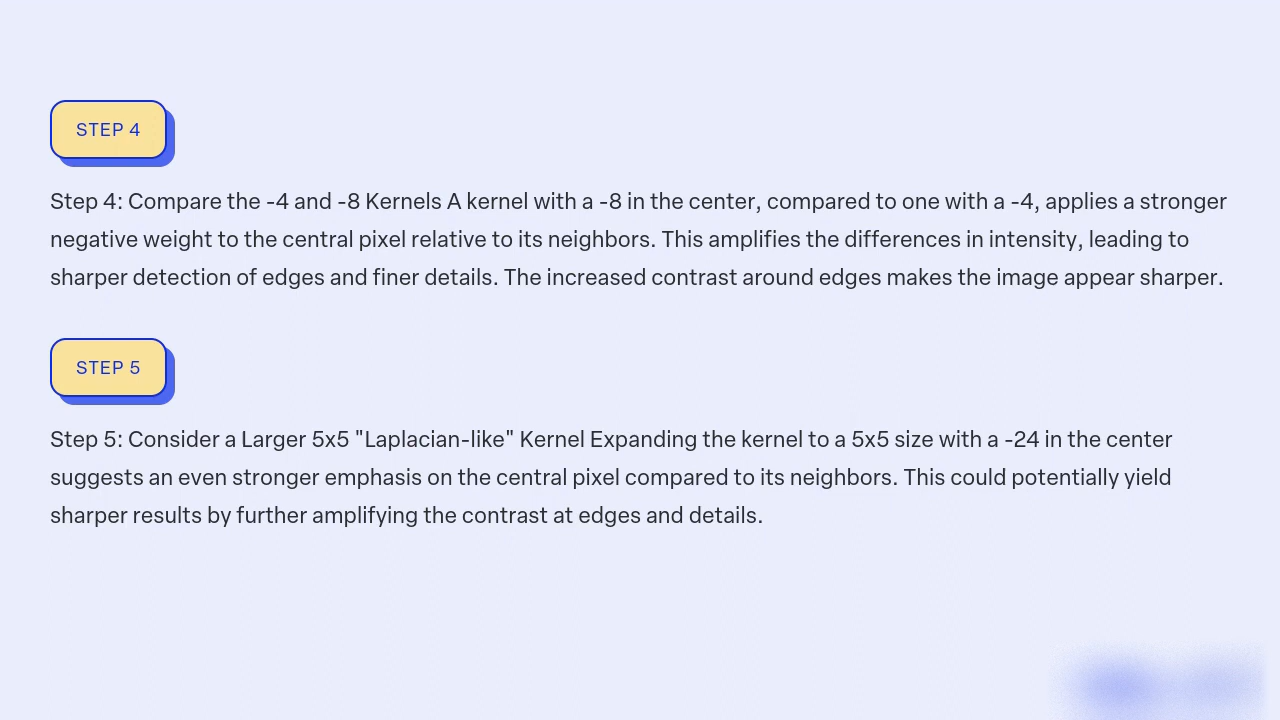 STEP 4
Step 4: Compare the -4 and -8 Kernels A kernel with a -8 in the center, compared to one with a -4, applies a stronger
negative weight to the central pixel relative to its neighbors. This amplifies the differences in intensity, leading to
sharper detection of edges and finer details. The increased contrast around edges makes the image appear sharper.
STEP 5
Step 5: Consider a Larger 5x5 "Laplacian-like" Kernel Expanding the kernel to a 5x5 size with a -24 in the center
suggests an even stronger emphasis on the central pixel compared to its neighbors. This could potentially yield
sharper results by further amplifying the contrast at edges and details.